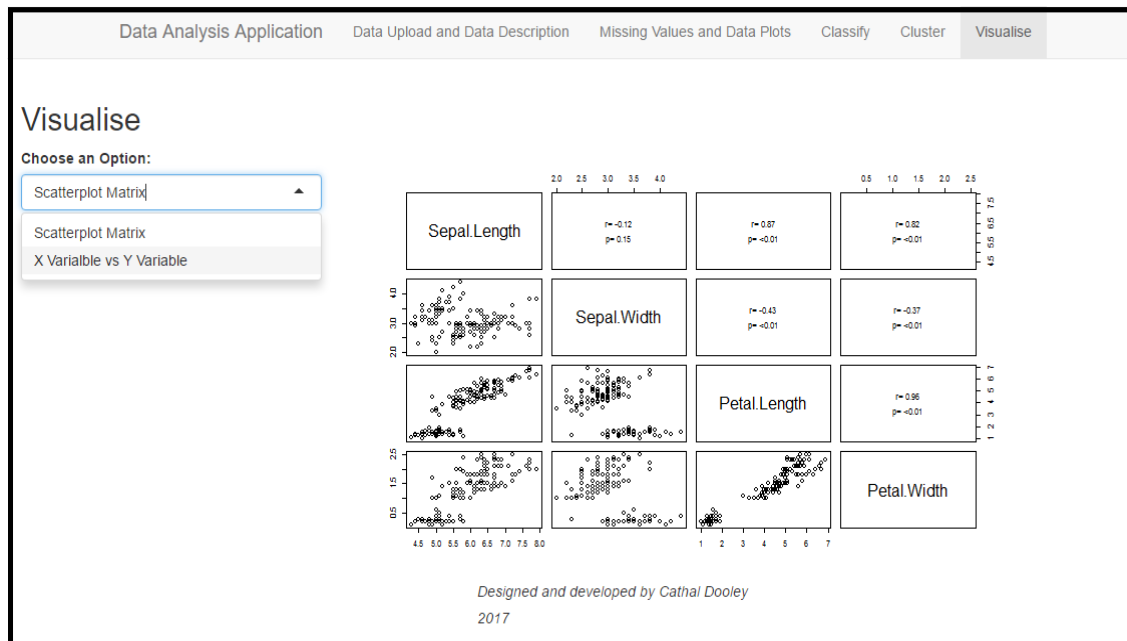 Data Analysis Application Data Upload and Data Description Missing Values and Data Plots Classify Cluster Visualise
Visualise
Choose an Option:
Scatterplot Matrix
Scatterplot Matrix
X Varialble vs Y Variable
2.0 2.5 3.0 3.5 4.0
0.5 1.0 1.5 2.0 2.5
Sepal.Length
r= -0.12
p= 0.15
r= 0.87
p= <0.01
r= 0.82
p= <0.01
4.5 5.5 6.5 7.5
2.0 3.0 4.0
Sepal.Width
r= -0.43
p= <0.01
r= -0.37
p= <0.01
Petal.Length
r= 0.96
p= <0.01
1 2 3 4 5 6 7
0.5 1.5 2.5
Petal.Width
4.5 5.0 5.5 6.0 6.5 7.0 7.5 8.0
1 2 3 4 5 6 7
Designed and developed by Cathal Dooley
2017